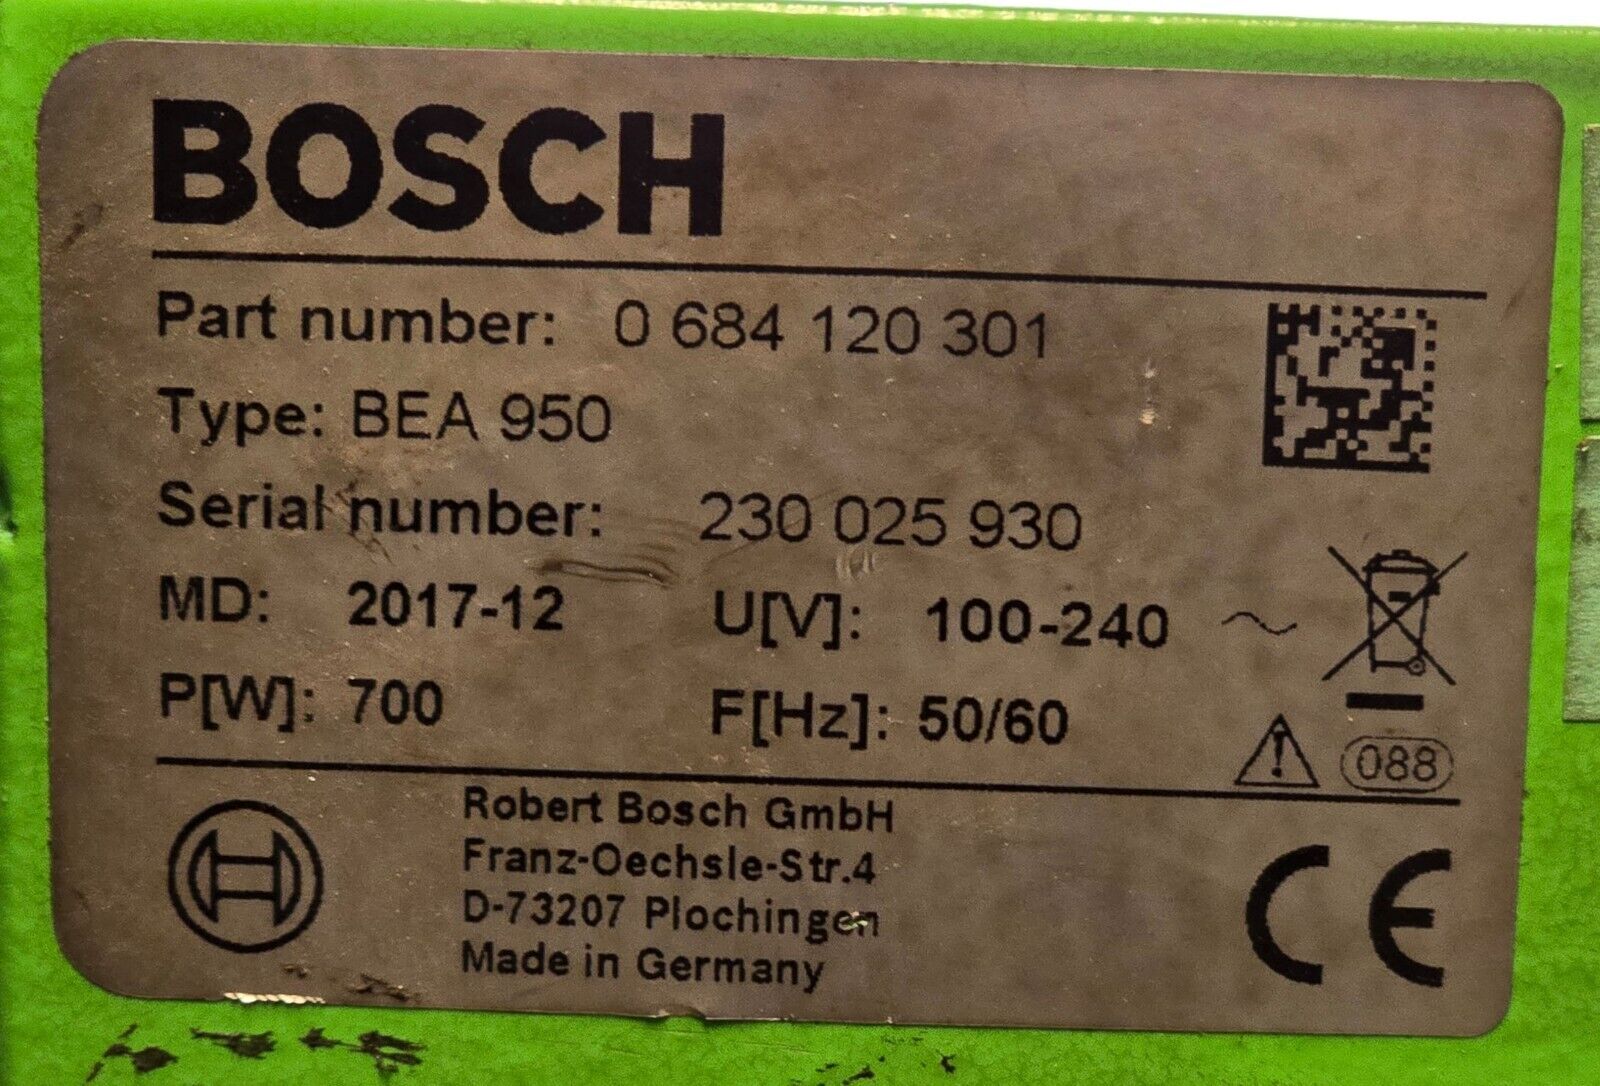 BOSCH
Part number: 0 684 120 301
Type: BEA 950
Serial number: 230 025 930
MD: 2017-12 U[V]: 100-240 ~
P[W]: 700 F[Hz]: 50/60
088
Robert Bosch GmbH
Franz-Oechsle-Str.4
D-73207 Plochingen
Made in Germany
CE